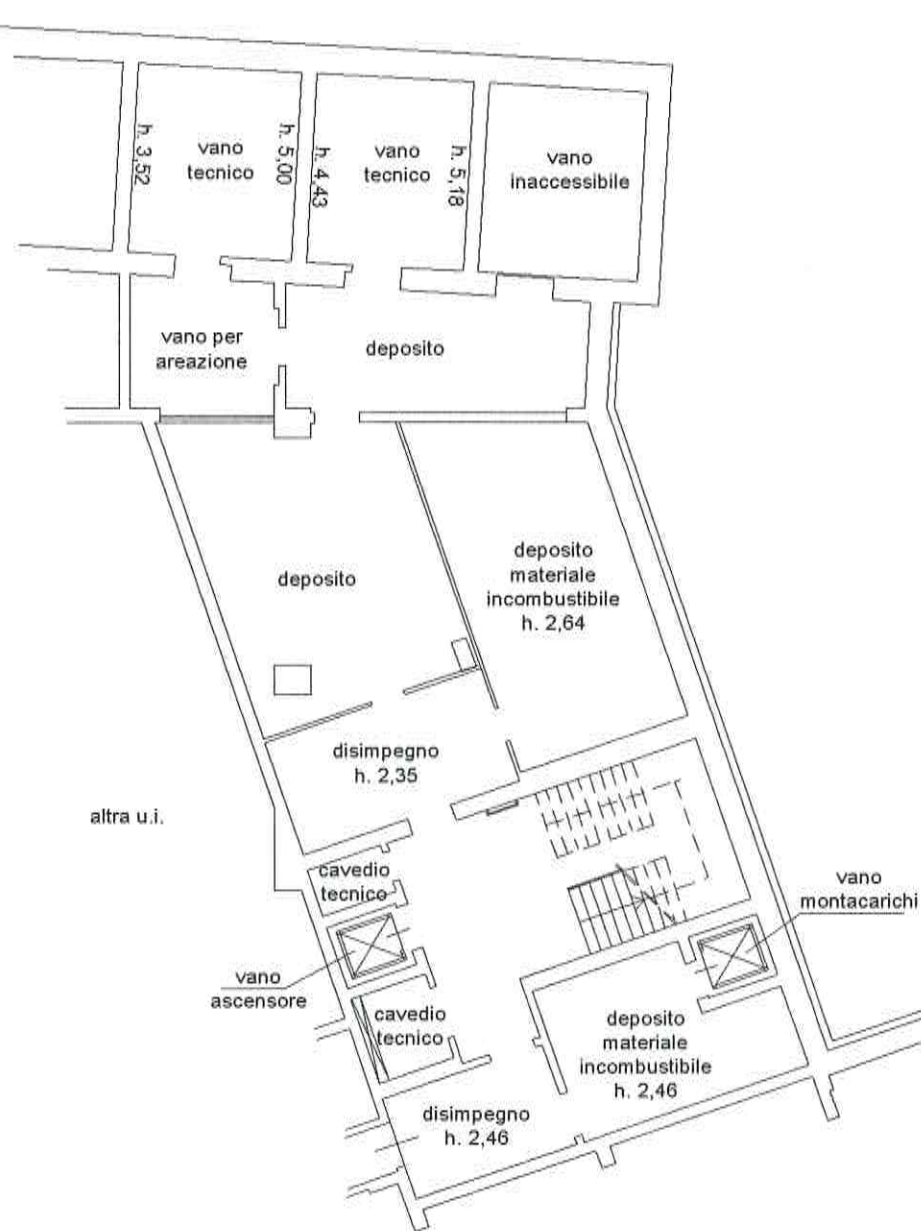 h. 3,52
vano
tecnico
h. 5,00
h. 4,43
vano
tecnico
h. 5,18
vano
inaccessibile
vano per
areazione
deposito
deposito
deposito
materiale
incombustibile
h. 2,64
disimpegno
h. 2,35
altra u.i.
cavedio
tecnico
vano
montacarichi
vano
ascensore
cavedio
tecnico
deposito
materiale
incombustibile
h. 2,46
disimpegno
h. 2,46